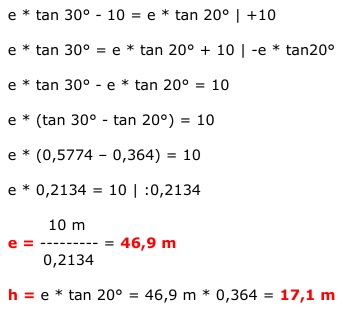 e * tan 30° - 10 = e * tan 20° | +10
e * tan 30° = e * tan 20° + 10 | -e * tan20°
e * tan 30° - e * tan 20° = 10
e * (tan 30° - tan 20°) = 10
e * (0,5774 – 0,364) = 10
e * 0,2134 = 10 | :0,2134
10 m
e = --------- = 46,9 m
0,2134
h = e * tan 20° = 46,9 m * 0,364 = 17,1 m